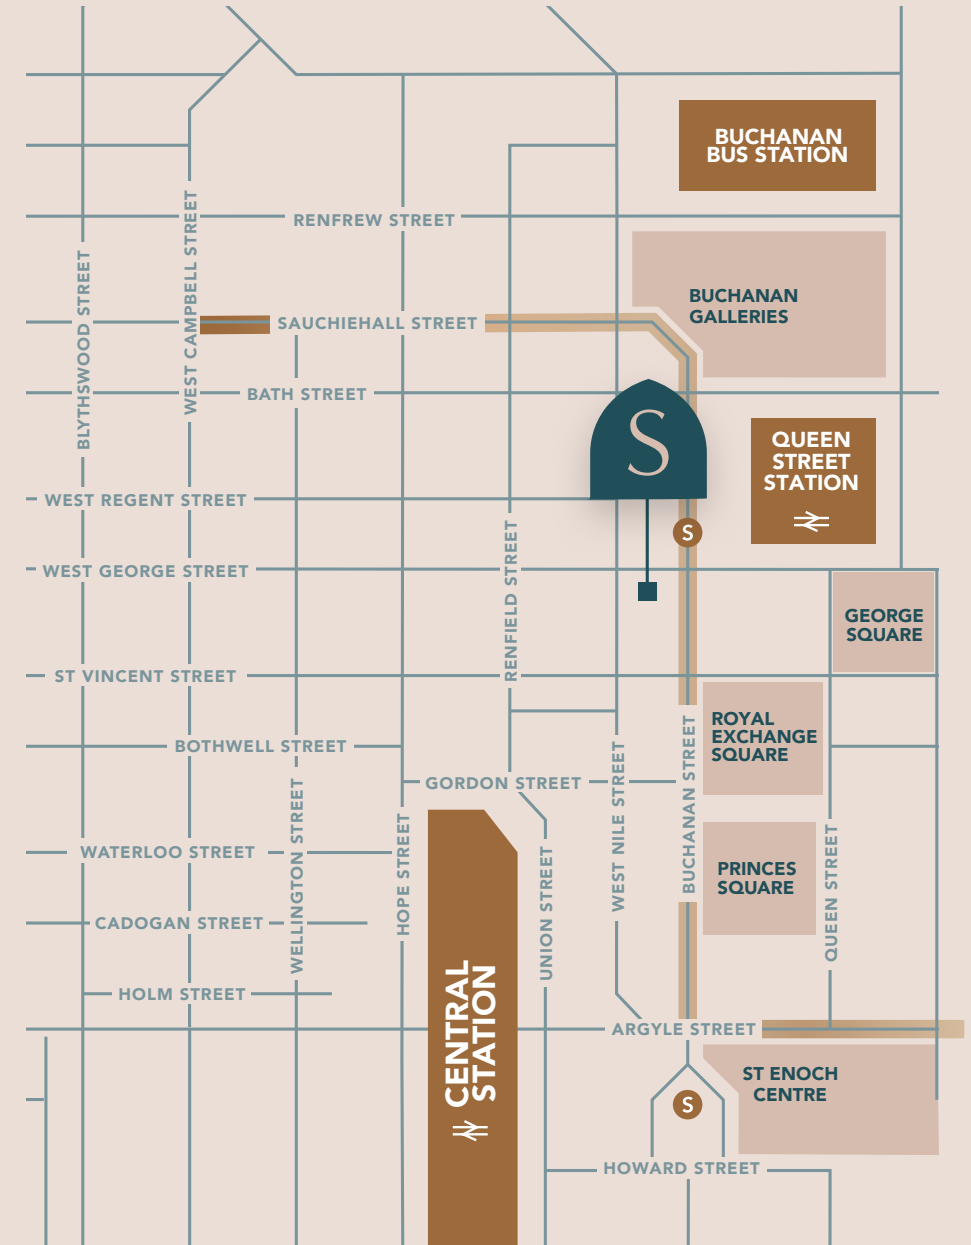 BUCHANAN
BUS STATION
RENFREW STREET
WEST CAMPBELL STREET
BLYTHSWOOD STREET
BUCHANAN
GALLERIES
SAUCHIEHALL STREET
BATH STREET
S
QUEEN
STREET
STATION
WEST REGENT STREET
S
RENFIELD STREET
WEST GEORGE STREET
GEORGE
SQUARE
ST VINCENT STREET
ROYAL
EXCHANGE
SQUARE
BOTHWELL STREET
GORDON STREET
WEST NILE STREET
BUCHANAN STREET
WELLINGTON STREET
HOPE STREET
WATERLOO STREET
UNION STREET
PRINCES
SQUARE
QUEEN STREET
CADOGAN STREET
HOLM STREET
CENTRAL
STATION
ARGYLE STREET
ST ENOCH
CENTRE
S
HOWARD STREET